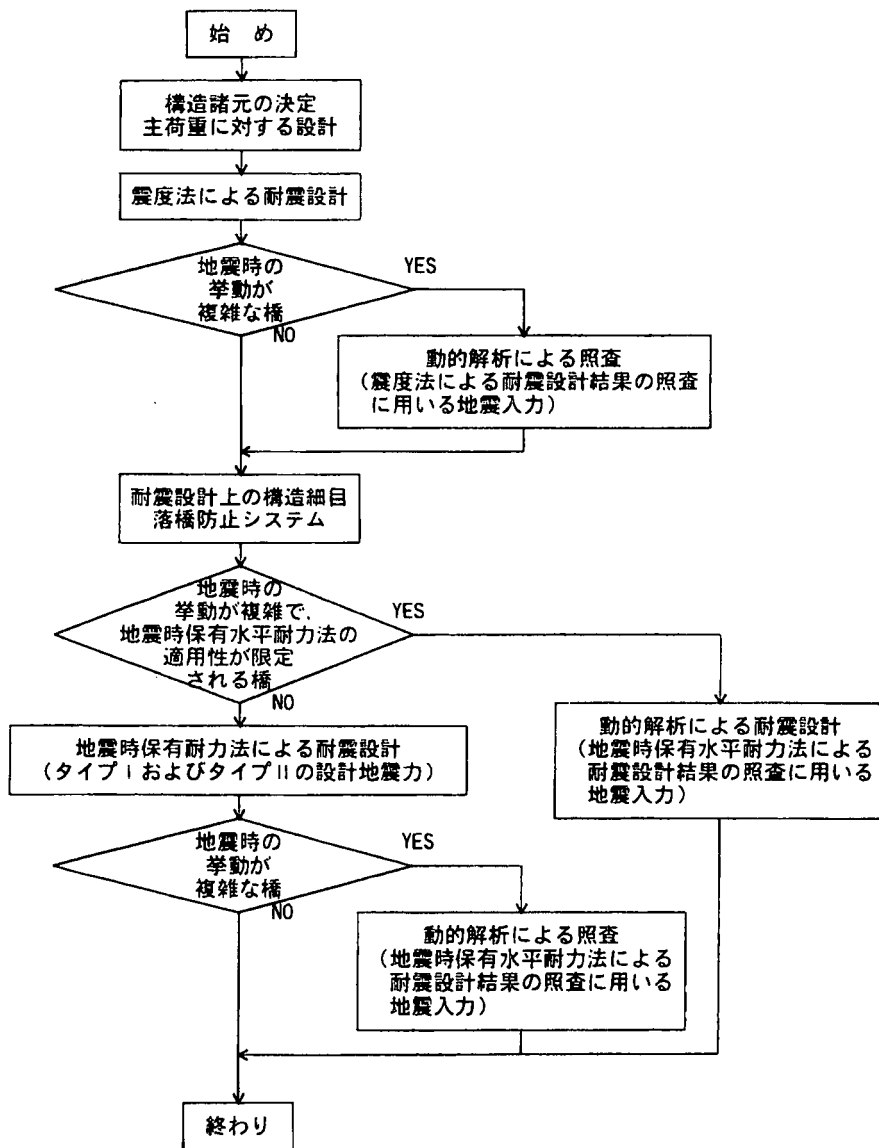 始 め
構造諸元の決定
主荷重に対する設計
震度法による耐震設計
地震時の
挙動が
複雑な橋
YES
NO
動的解析による照査
(震度法による耐震設計結果の照査
に用いる地震入力)
耐震設計上の構造細目
落橋防止システム
地震時の
挙動が複雑で,
地震時保有水平耐力法の
適用性が限定
される橋
YES
NO
地震時保有耐力法による耐震設計
(タイプⅠおよびタイプⅡの設計地震力)
動的解析による耐震設計
(地震時保有水平耐力法による
耐震設計結果の照査に用いる
地震入力)
地震時の
挙動が
複雑な橋
YES
NO
動的解析による照査
(地震時保有水平耐力法による
耐震設計結果の照査に用いる
地震入力)
終わり